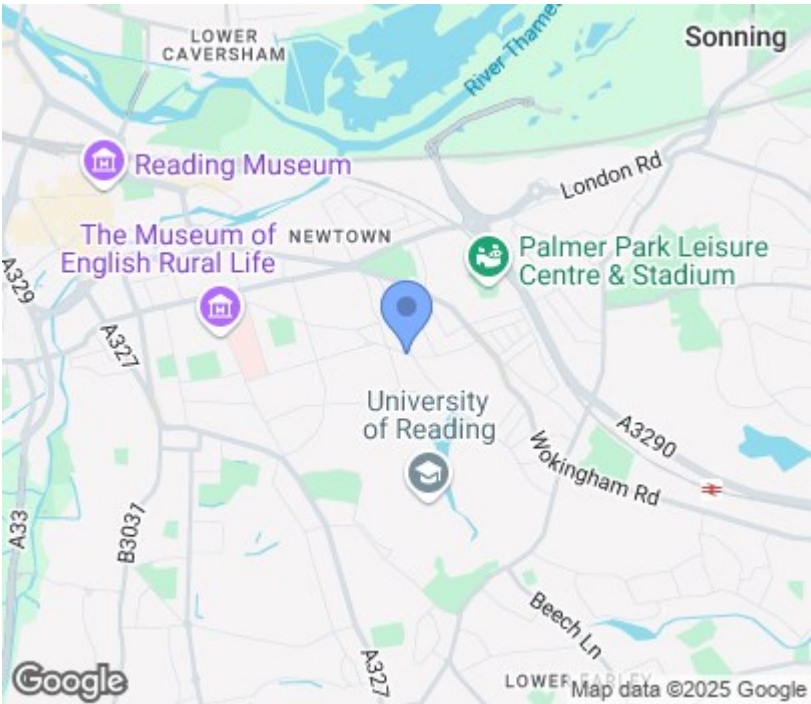 LOWER
CAVERSHAM
Sonning
River Thames
Reading Museum
London Rd
The Museum of
English Rural Life
NEWTOWN
Palmer Park Leisure
Centre & Stadium
A329
A327
University
of Reading
A3290
Wokingham Rd
A33
B3031
Beech Ln
A327
LOWER EARLEY
Google
Map data ©2025 Google